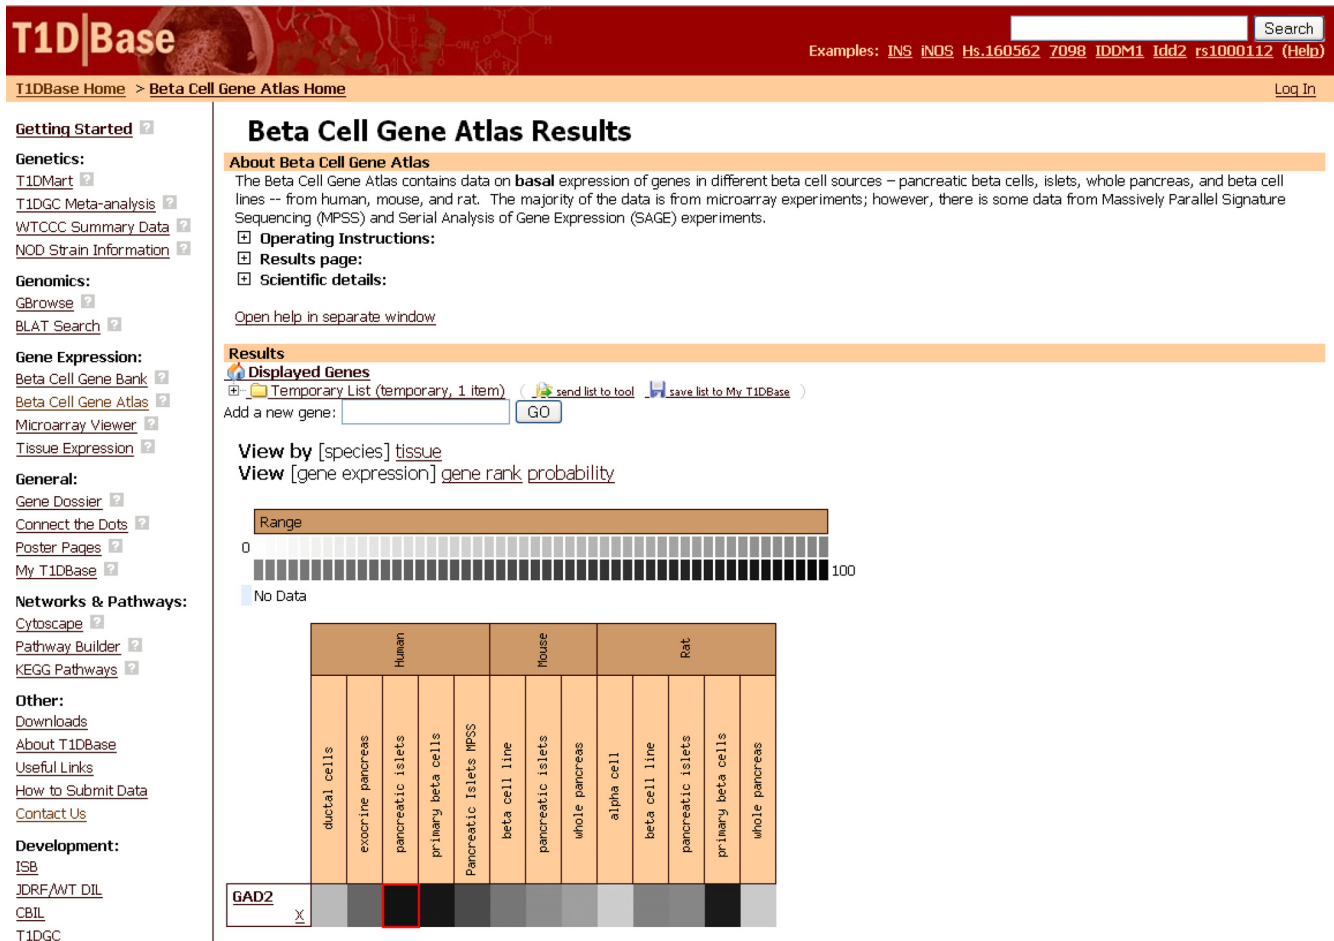 T1D|Base
Search
Examples: INS iNOS Hs.160562 7098 IDDM1 Idd2 rs1000112 (Help)
T1DBase Home > Beta Cell Gene Atlas Home
Log In
Getting Started ?
Genetics:
T1DMart ?
T1DGC Meta-analysis ?
WTCCC Summary Data ?
NOD Strain Information ?
Genomics:
GBrowse ?
BLAT Search ?
Gene Expression:
Beta Cell Gene Bank ?
Beta Cell Gene Atlas ?
Microarray Viewer ?
Tissue Expression ?
General:
Gene Dossier ?
Connect the Dots ?
Poster Pages ?
My T1DBase ?
Networks & Pathways:
Cytoscape ?
Pathway Builder ?
KEGG Pathways ?
Other:
Downloads
About T1DBase
Useful Links
How to Submit Data
Contact Us
Development:
ISB
JDRF/WT DIL
CBIL
T1DGC
Beta Cell Gene Atlas Results
About Beta Cell Gene Atlas
The Beta Cell Gene Atlas contains data on basal expression of genes in different beta cell sources – pancreatic beta cells, islets, whole pancreas, and beta cell
lines -- from human, mouse, and rat. The majority of the data is from microarray experiments; however, there is some data from Massively Parallel Signature
Sequencing (MPSS) and Serial Analysis of Gene Expression (SAGE) experiments.
Operating Instructions:
Results page:
Scientific details:
Open help in separate window
Results
Displayed Genes
Temporary List (temporary, 1 item) ( send list to tool save list to My T1DBase )
Add a new gene: GO
View by [species] tissue
View [gene expression] gene rank probability
Range
0
100
No Data
Human
Mouse
Rat
ductal cells
exocrine pancreas
pancreatic islets
primary beta cells
Pancreatic Islets MPSS
beta cell line
pancreatic islets
whole pancreas
alpha cell
beta cell line
pancreatic islets
primary beta cells
whole pancreas
GAD2
X